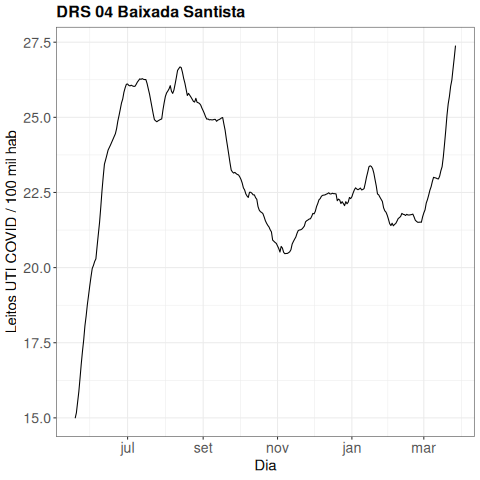 DRS 04 Baixada Santista
Leitos UTI COVID / 100 mil hab
27.5
25.0
22.5
20.0
17.5
15.0
jul set nov jan mar
Dia